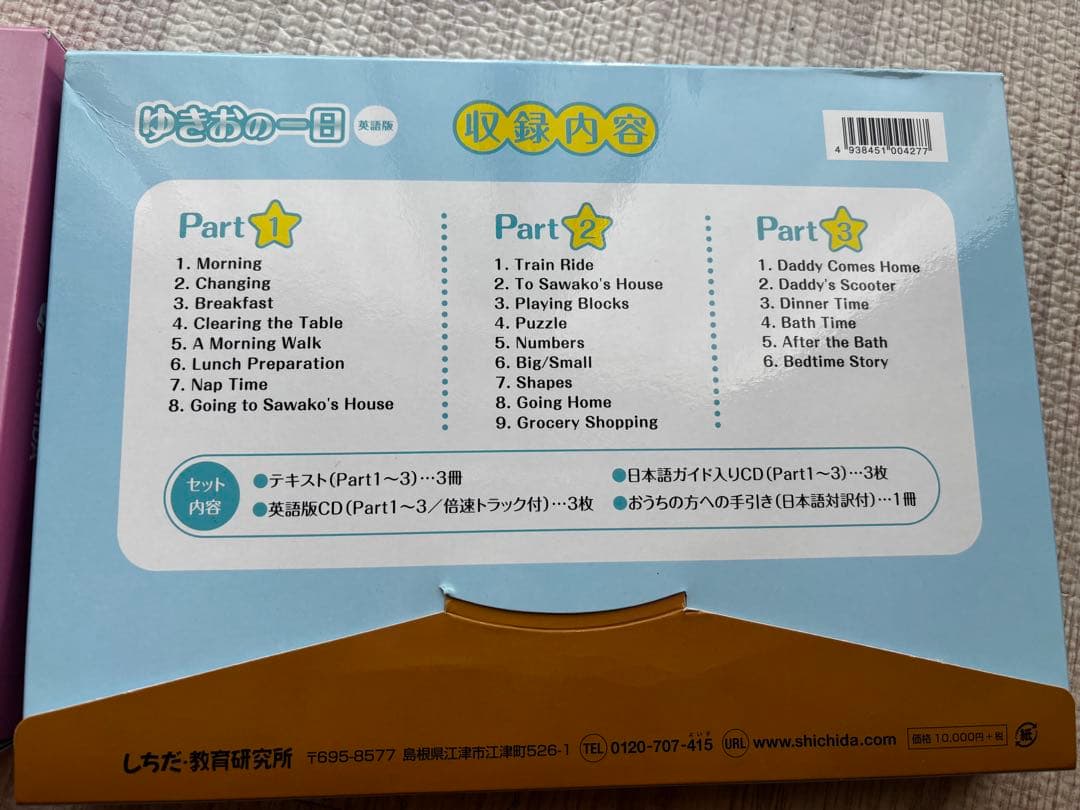 ゆきおの一日 英語版
収録内容
4 938451 004277
Part 1
1. Morning
2. Changing
3. Breakfast
4. Clearing the Table
5. A Morning Walk
6. Lunch Preparation
7. Nap Time
8. Going to Sawako's House
Part 2
1. Train Ride
2. To Sawako's House
3. Playing Blocks
4. Puzzle
5. Numbers
6. Big/Small
7. Shapes
8. Going Home
9. Grocery Shopping
Part 3
1. Daddy Comes Home
2. Daddy's Scooter
3. Dinner Time
4. Bath Time
5. After the Bath
6. Bedtime Story
セット
内容
●テキスト(Part1～3)…3冊
●英語版CD(Part1～3／倍速トラック付)…3枚
●日本語ガイド入りCD(Part1～3)…3枚
●おうちの方への手引き(日本語対訳付)…1冊
しちだ・教育研究所 〒695-8577 島根県江津市江津町526-1 TEL 0120-707-415 URL www.shichida.com 価格 10,000円+税 紙